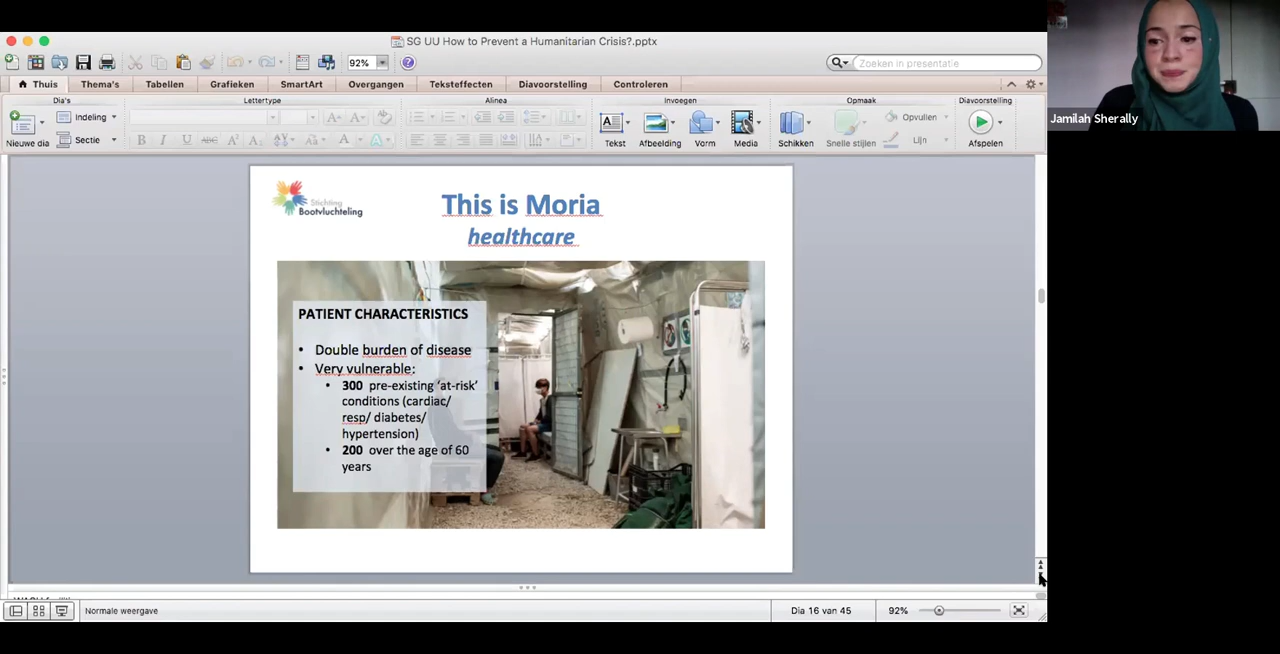 SG UU How to Prevent a Humanitarian Crisis?.pptx
92%
Zoeken in presentatie
Thuis Thema's Tabellen Grafieken SmartArt Overgangen Teksteffecten Diavoorstelling Controleren
Dia's Lettertype Alinea Invoegen Opmaak Diavoorstelling
Nieuwe dia Indeling Sectie
Tekst Afbeelding Vorm Media Schikken Snelle stijlen Opvullen Lijn Afspelen
Jamilah Sherally
Stichting
Bootvluchteling
This is Moria
healthcare
PATIENT CHARACTERISTICS
• Double burden of disease
• Very vulnerable:
• 300 pre-existing 'at-risk'
conditions (cardiac/
resp/ diabetes/
hypertension)
• 200 over the age of 60
years
Normale weergave
Dia 16 van 45
92%